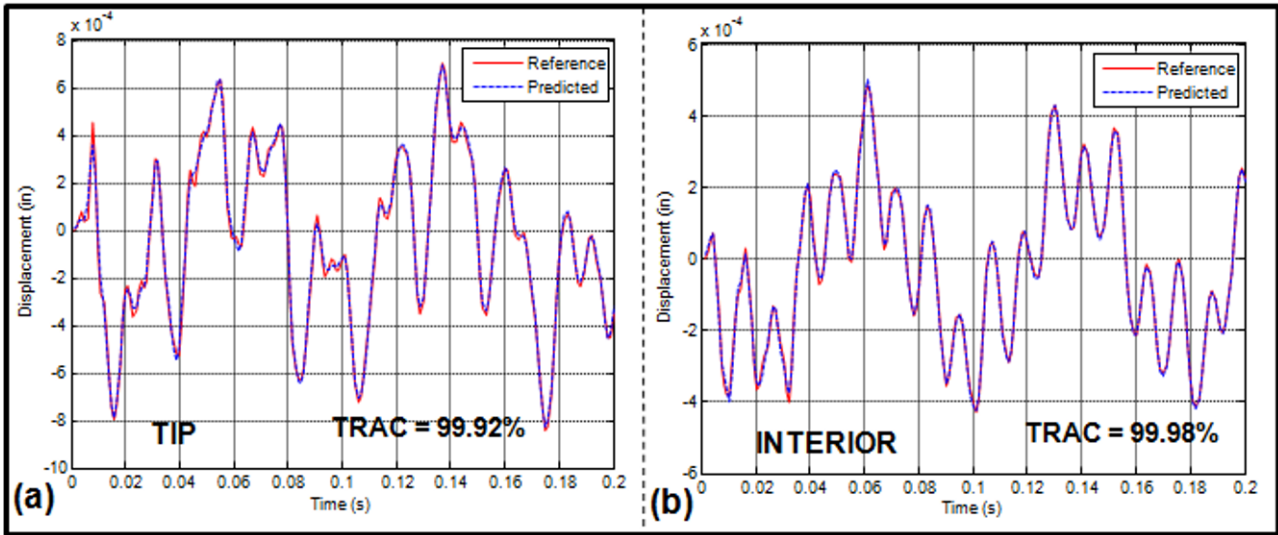 x 10⁻⁴
8
6
4
2
0
-2
-4
-6
-8
-10
Displacement (in)
Reference
Predicted
TIP
TRAC = 99.92%
0 0.02 0.04 0.06 0.08 0.1 0.12 0.14 0.16 0.18 0.2
Time (s)
(a)
x 10⁻⁴
6
4
2
0
-2
-4
-6
Displacement (in)
Reference
Predicted
INTERIOR
TRAC = 99.98%
0 0.02 0.04 0.06 0.08 0.1 0.12 0.14 0.16 0.18 0.2
Time (s)
(b)